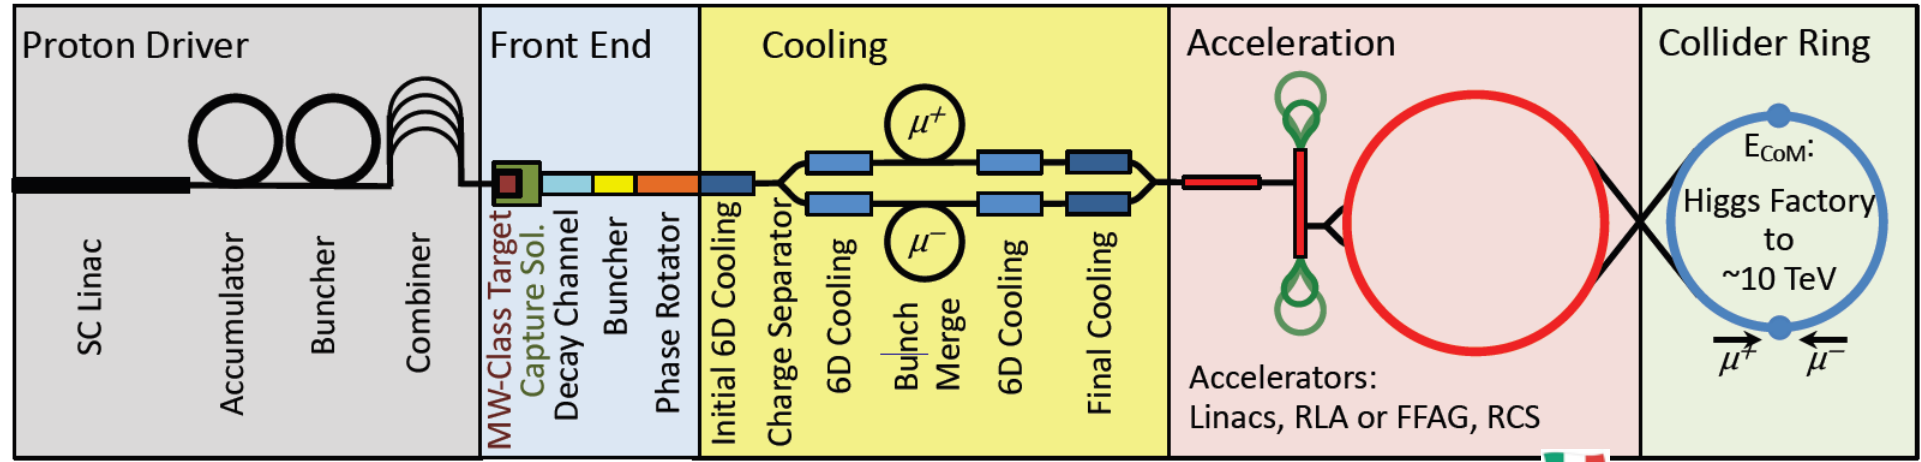 Proton Driver
SC Linac
Accumulator
Buncher
Combiner
Front End
MW-Class Target
Capture Sol.
Decay Channel
Buncher
Phase Rotator
Cooling
Initial 6D Cooling
Charge Separator
6D Cooling
μ+
μ−
Bunch
Merge
6D Cooling
Final Cooling
Acceleration
Accelerators:
Linacs, RLA or FFAG, RCS
Collider Ring
ECoM:
Higgs Factory
to
~10 TeV
μ+
μ−